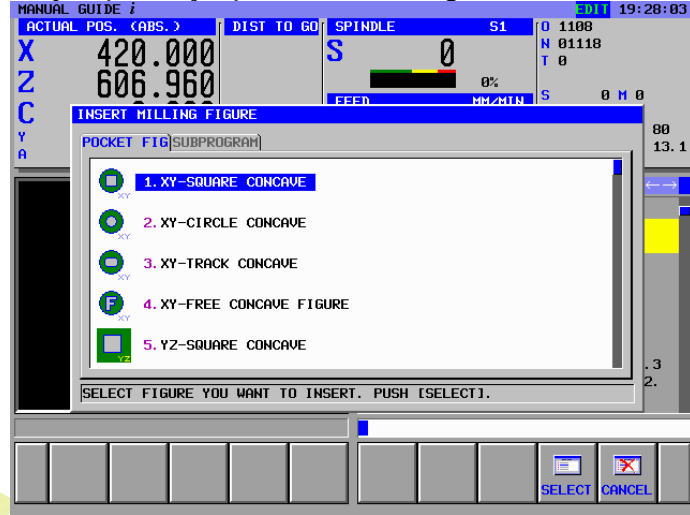 MANUAL GUIDE i
EDIT 19:28:03
ACTUAL POS. (ABS.)
DIST TO GO
SPINDLE S1
O 1108
N 01118
T 0
X 420.000
S 0
Z 606.960
0%
S 0 M 0
C
FEED MM/MIN
Y
80
A
13.1
INSERT MILLING FIGURE
POCKET FIG
SUBPROGRAM
1.XY-SQUARE CONCAVE
XY
2.XY-CIRCLE CONCAVE
XY
3.XY-TRACK CONCAVE
XY
4.XY-FREE CONCAVE FIGURE
F
XY
5.YZ-SQUARE CONCAVE
YZ
.3
2.
SELECT FIGURE YOU WANT TO INSERT. PUSH [SELECT].
SELECT
CANCEL